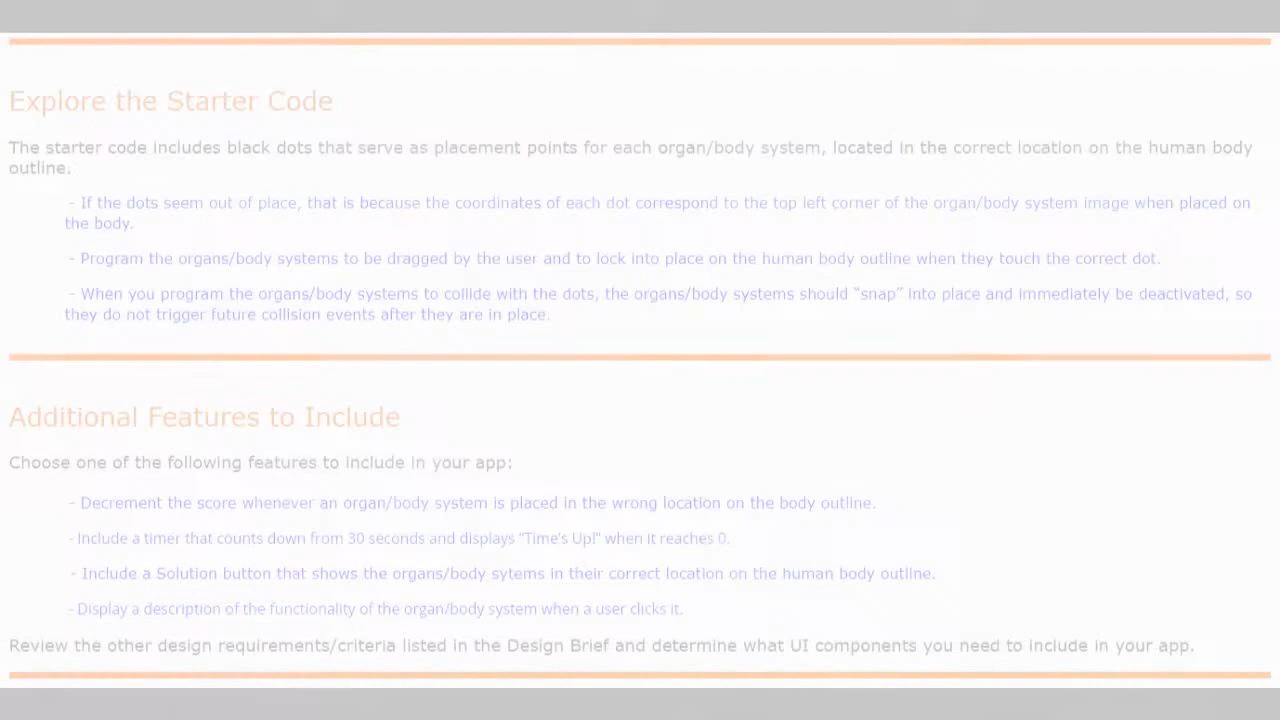 Explore the Starter Code
The starter code includes black dots that serve as placement points for each organ/body system, located in the correct location on the human body
outline.
- If the dots seem out of place, that is because the coordinates of each dot correspond to the top left corner of the organ/body system image when placed on
the body.
- Program the organs/body systems to be dragged by the user and to lock into place on the human body outline when they touch the correct dot.
- When you program the organs/body systems to collide with the dots, the organs/body systems should “snap” into place and immediately be deactivated, so
they do not trigger future collision events after they are in place.
Additional Features to Include
Choose one of the following features to include in your app:
- Decrement the score whenever an organ/body system is placed in the wrong location on the body outline.
- Include a timer that counts down from 30 seconds and displays "Time's Up!" when it reaches 0.
- Include a Solution button that shows the organs/body sytems in their correct location on the human body outline.
- Display a description of the functionality of the organ/body system when a user clicks it.
Review the other design requirements/criteria listed in the Design Brief and determine what UI components you need to include in your app.